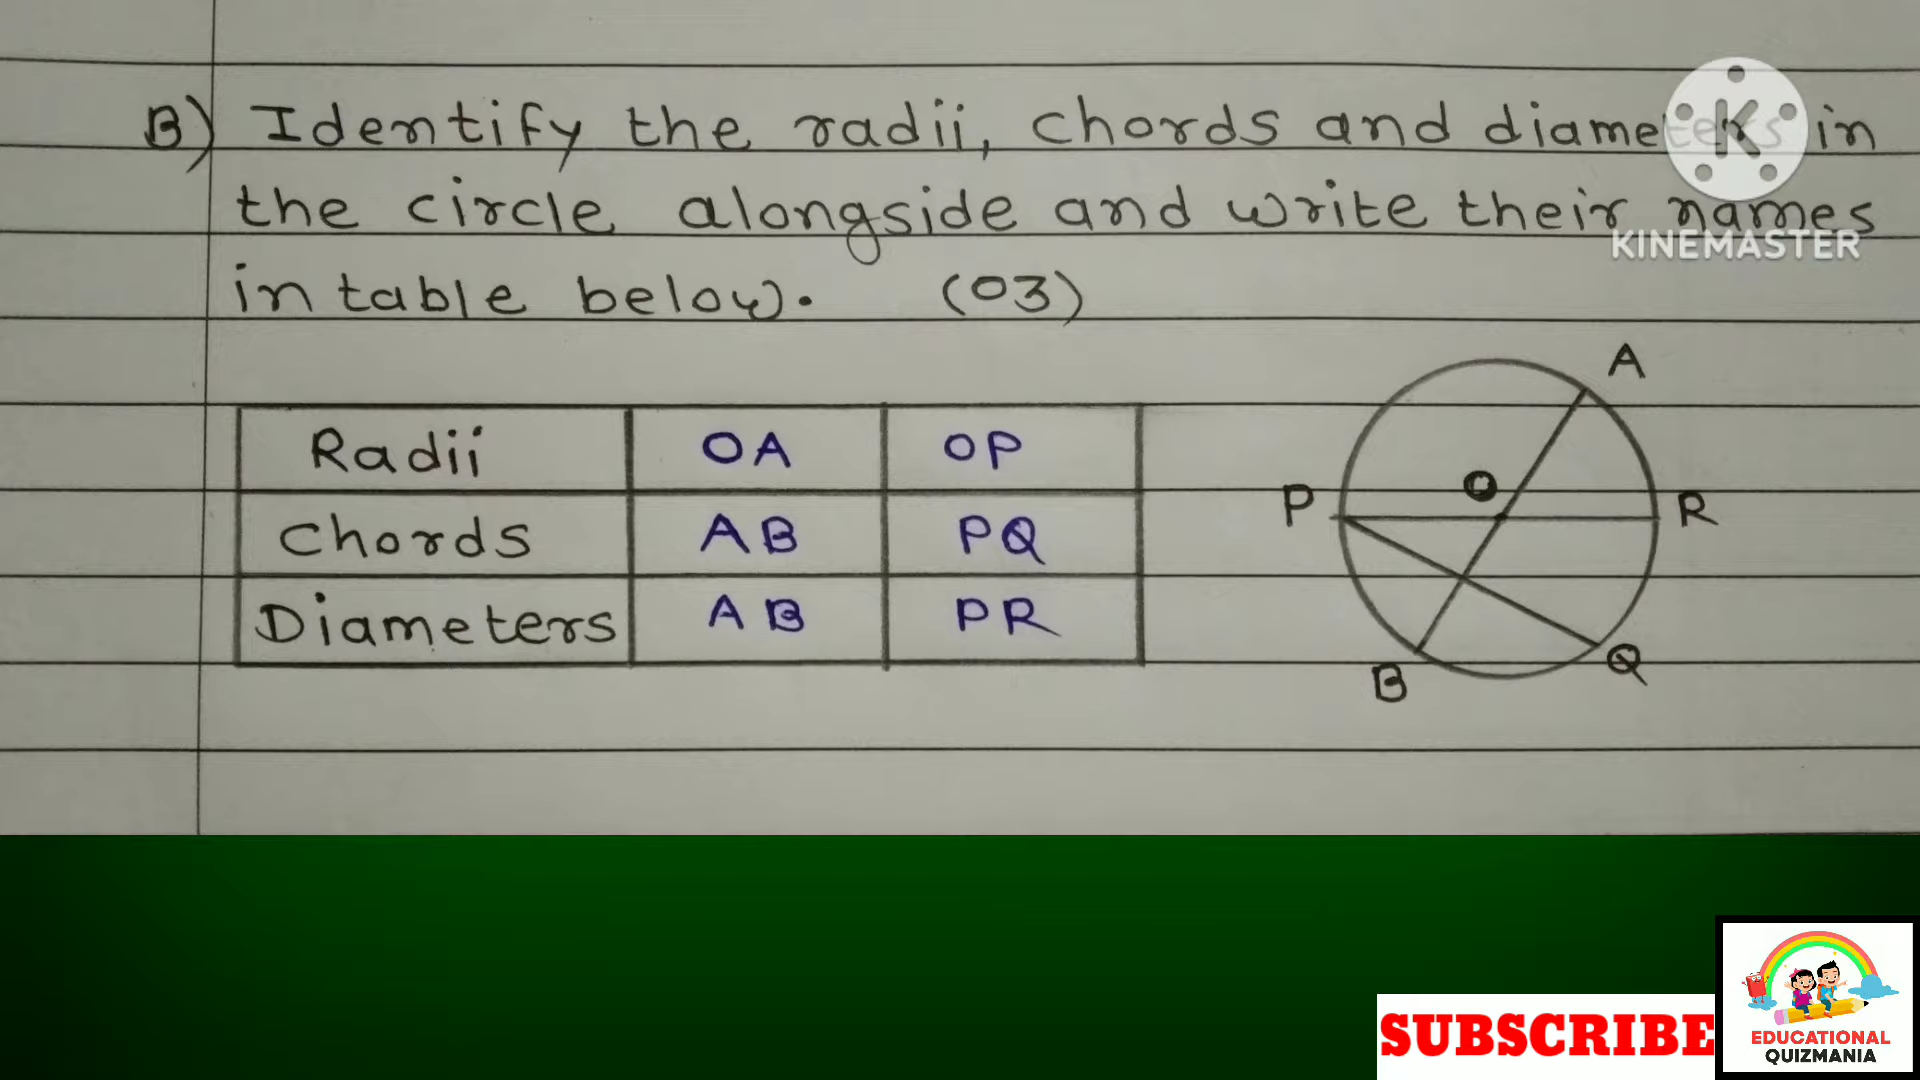 B) Identify the radii, chords and diameters in
the circle alongside and write their names
in table below. (03)
KINEMASTER
Radii OA OP
Chords AB PQ
Diameters AB PR
A
O
P R
B Q
SUBSCRIBE
EDUCATIONAL
QUIZMANIA